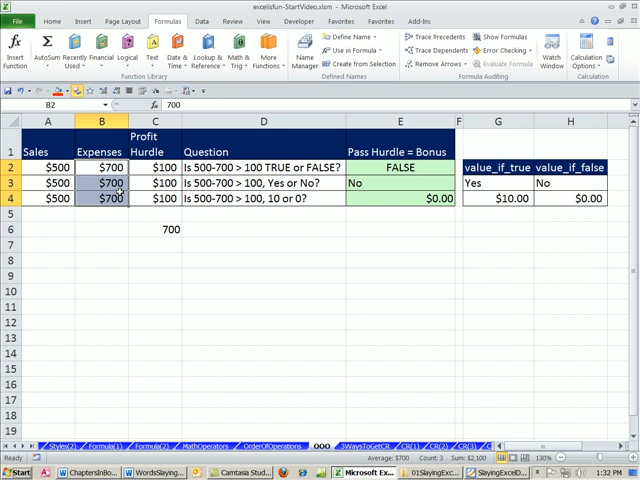 excelisfun-StartVideo.xlsm - Microsoft Excel
File Home Insert Page Layout Formulas Data Review View Developer Add-Ins
Insert Function
AutoSum Recently Used Financial Logical Text Date & Time Lookup & Reference Math & Trig More Functions
Function Library
Name Manager
Define Name
Use in Formula
Create from Selection
Defined Names
Trace Precedents Show Formulas
Trace Dependents Error Checking
Remove Arrows
Formula Auditing
Watch Window
Calculation Options
Calculation
B2 fx 700
A B C D E F G H
1 Sales Expenses Profit Hurdle Question Pass Hurdle = Bonus
2 $500 $700 $100 Is 500-700 > 100 TRUE or FALSE? FALSE value_if_true value_if_false
3 $500 $700 $100 Is 500-700 > 100, Yes or No? No Yes No
4 $500 $700 $100 Is 500-700 > 100, 10 or 0? $0.00 $10.00 $0.00
5
6 700
7
8
9
10
11
12
13
14
15
16
17
18
19
Styles(2) Formula(1) Formula(2) MathOperators OrderOfOperations OOO 3WaysToGetCR CR(1) CR(2) CR(3)
Ready Average: $700 Count: 3 Sum: $2,100 130%
Start ChaptersInBo... WordsSlaying... Camtasia Stud... Microsoft Exc... 01SlayingExc... SlayingExcelD... 1:32 PM